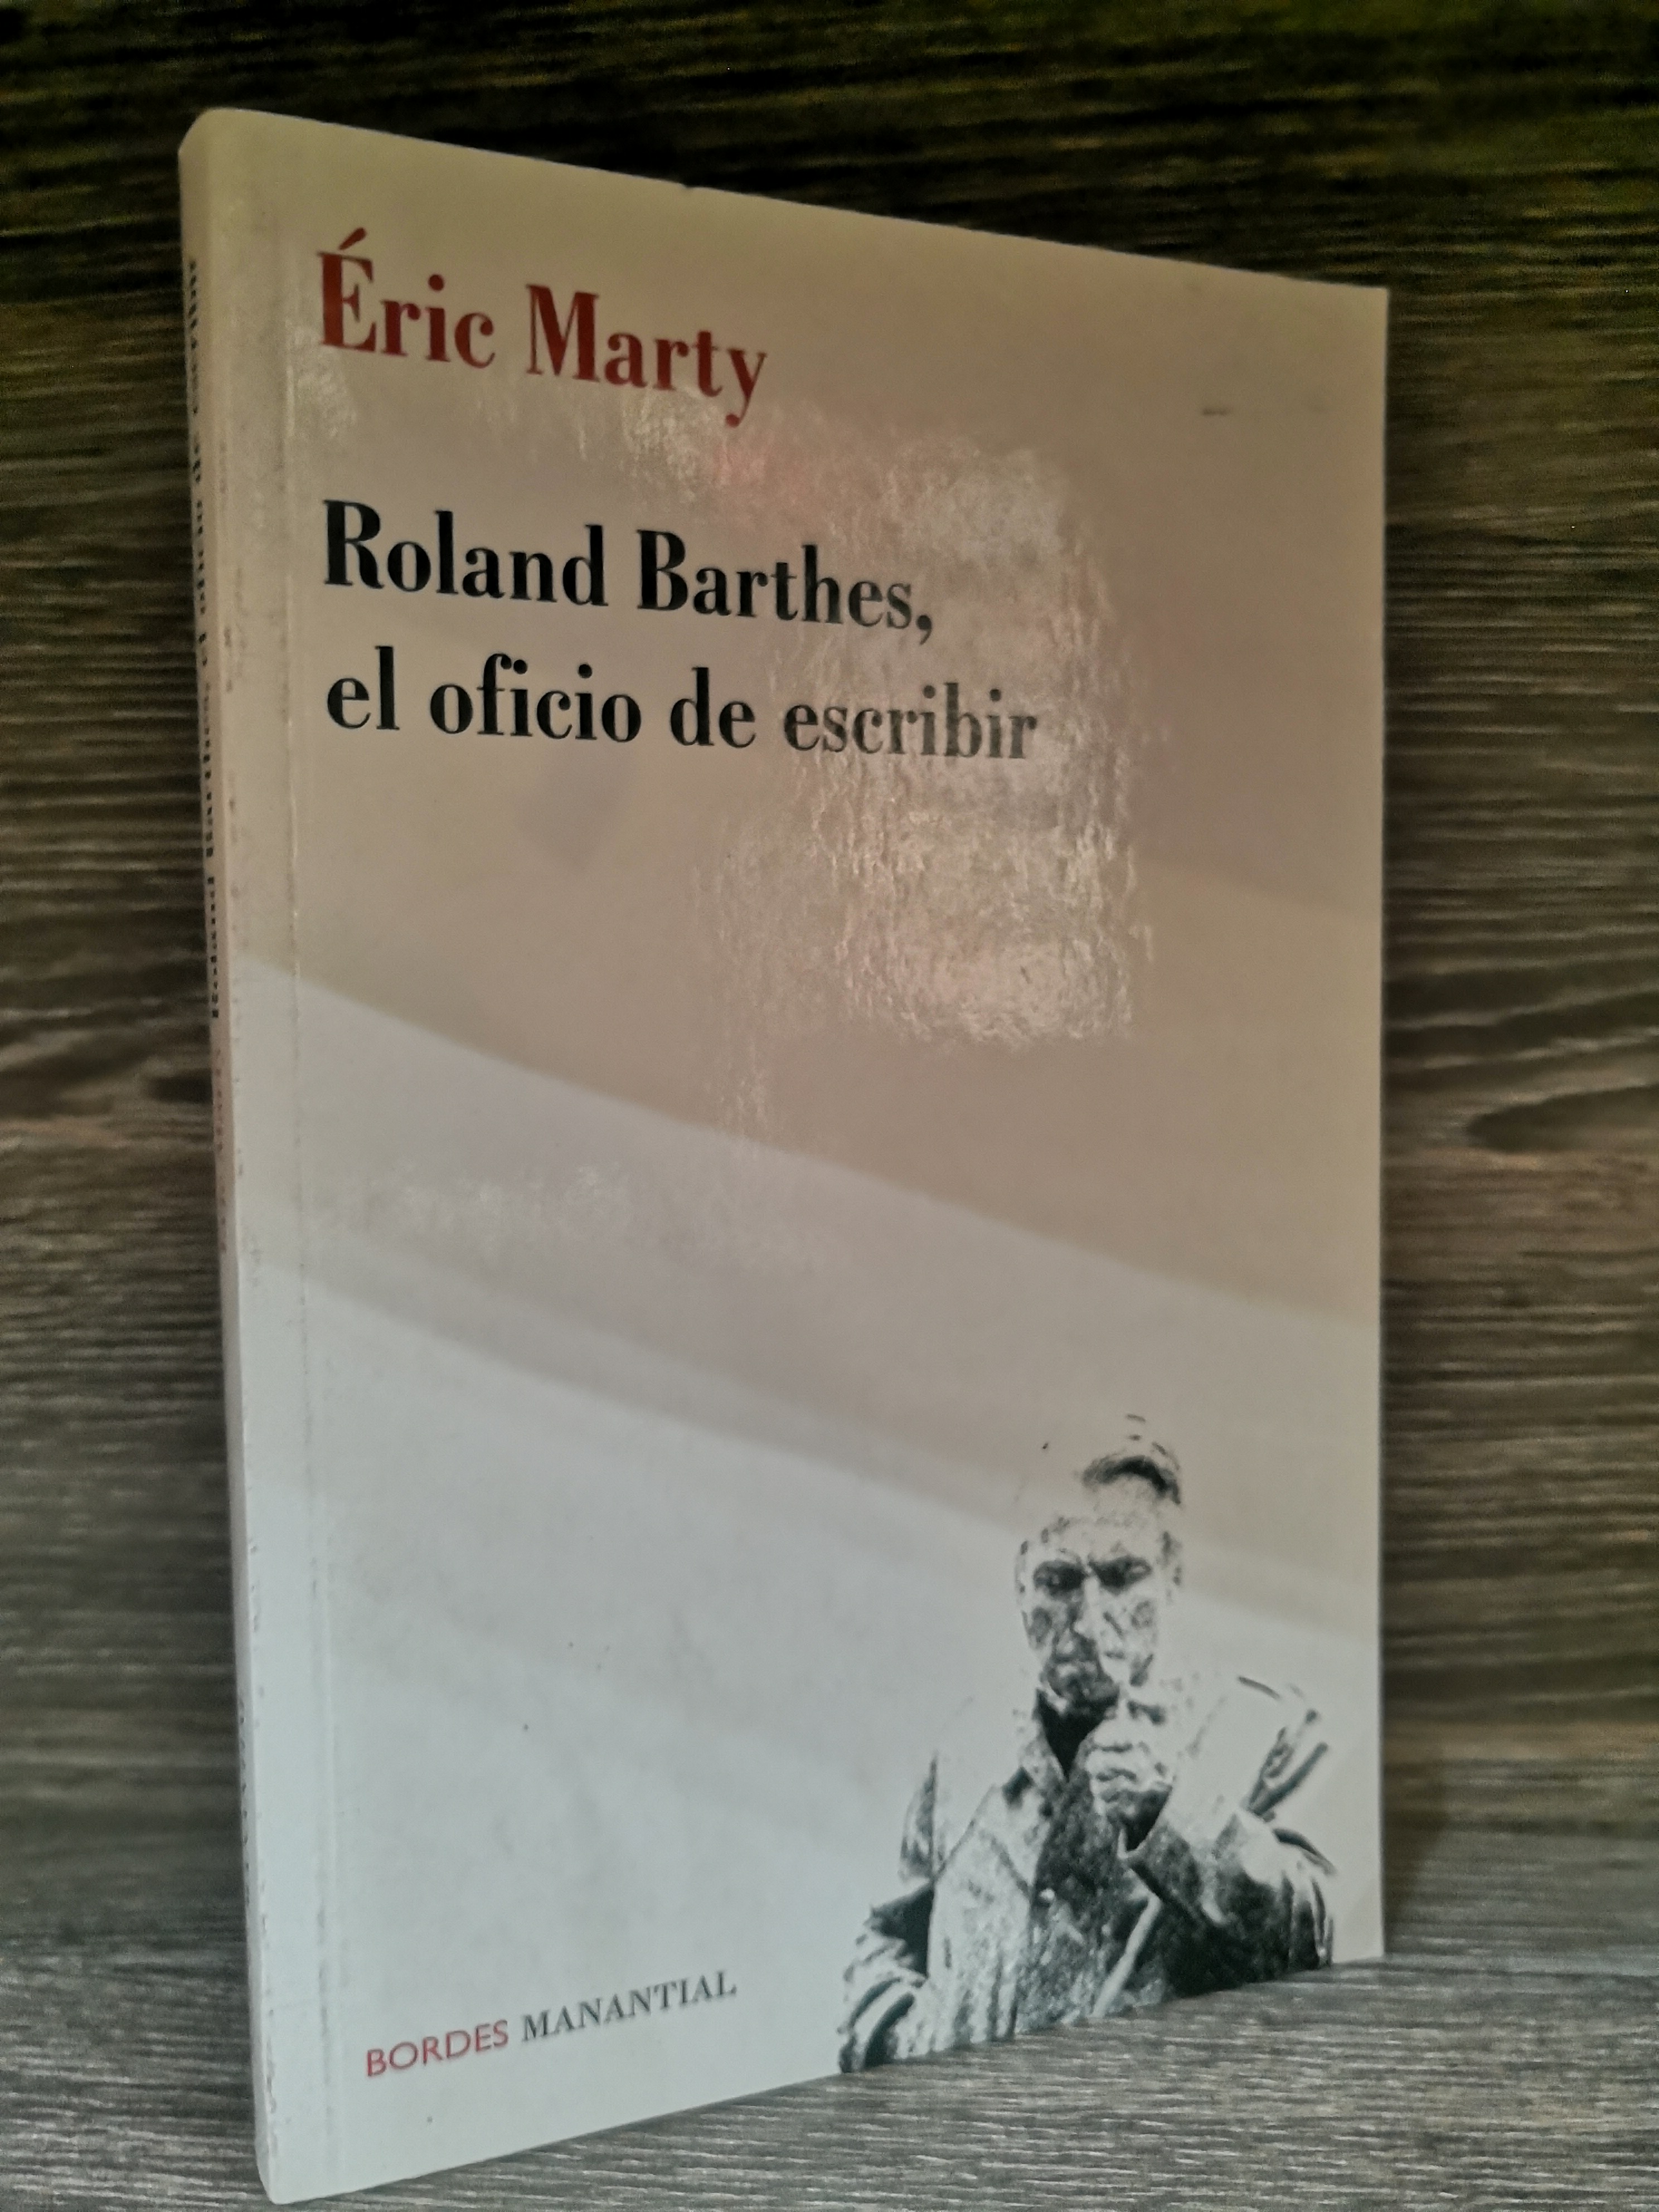 Éric Marty
Roland Barthes,
el oficio de escribir
BORDES MANANTIAL